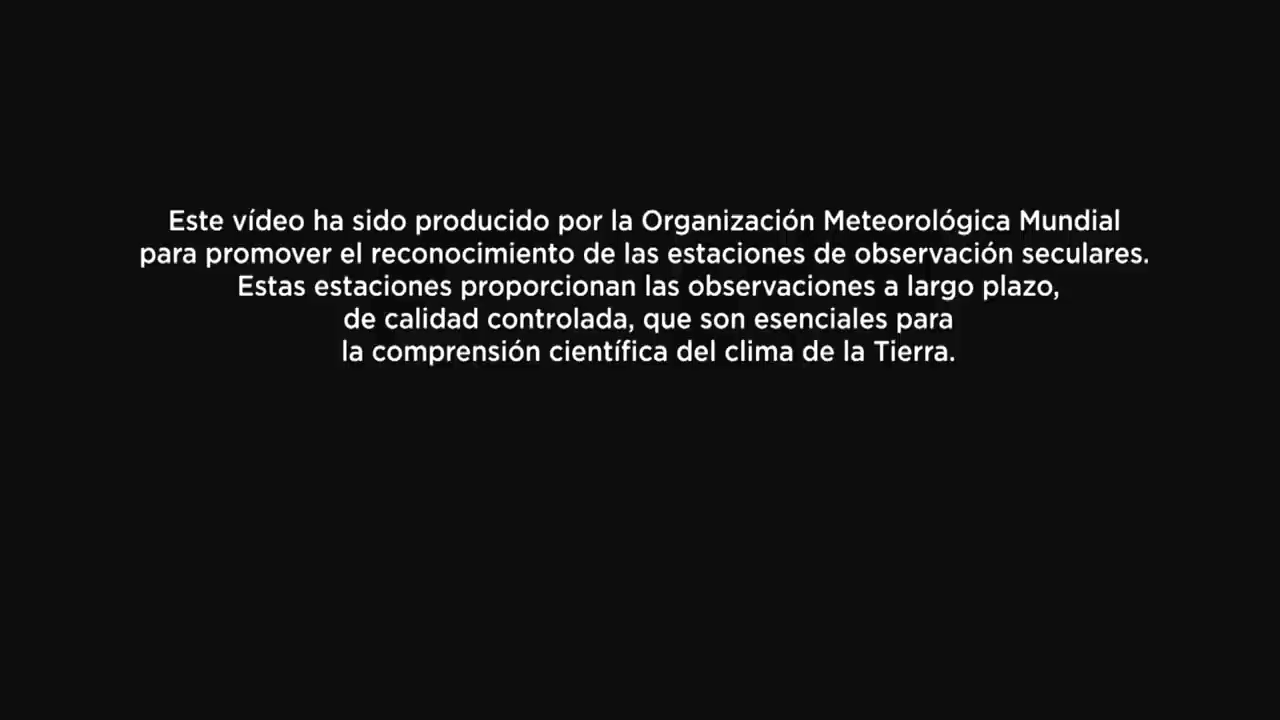 Este vídeo ha sido producido por la Organización Meteorológica Mundial
para promover el reconocimiento de las estaciones de observación seculares.
Estas estaciones proporcionan las observaciones a largo plazo,
de calidad controlada, que son esenciales para
la comprensión científica del clima de la Tierra.